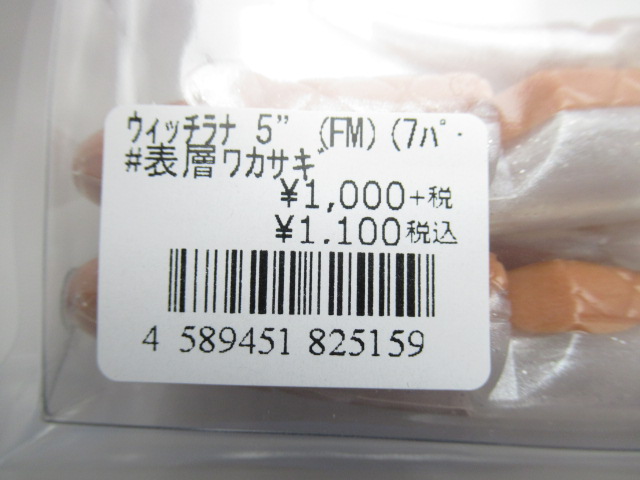 ウィッチラナ 5" (FM)(7パ・
#表層ワカサギ
¥1,000+税
¥1,100税込
4 589451 825159